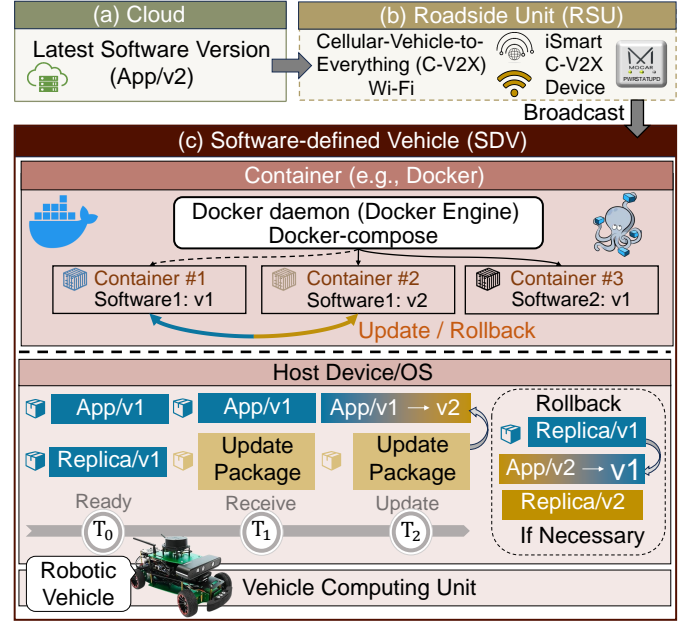 (a) Cloud
Latest Software Version
(App/v2)
(b) Roadside Unit (RSU)
Cellular-Vehicle-to-
Everything (C-V2X)
Wi-Fi
iSmart
C-V2X
Device
MOCAR
PWRSTATUPD
Broadcast
(c) Software-defined Vehicle (SDV)
Container (e.g., Docker)
Docker daemon (Docker Engine)
Docker-compose
Container #1
Software1: v1
Container #2
Software1: v2
Container #3
Software2: v1
Update / Rollback
Host Device/OS
App/v1
App/v1
App/v1 → v2
Replica/v1
Update
Package
Update
Package
Rollback
Replica/v1
App/v2 → v1
Replica/v2
If Necessary
Ready
Receive
Update
T0
T1
T2
Robotic
Vehicle
Vehicle Computing Unit